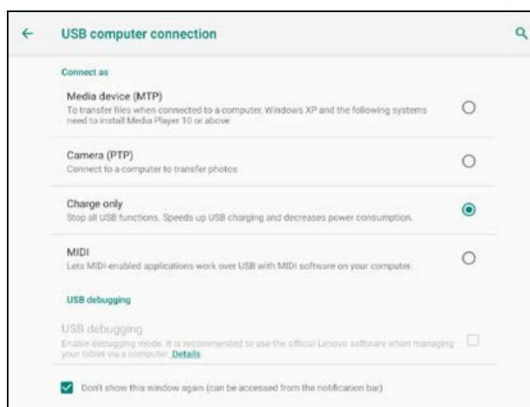 USB computer connection
Connect as
Media device (MTP)
To transfer files when connected to a computer, Windows XP and the following systems
need to install Media Player 10 or above
Camera (PTP)
Connect to a computer to transfer photos
Charge only
Stop all USB functions. Speeds up USB charging and decreases power consumption.
MIDI
Lets MIDI-enabled applications work over USB with MIDI software on your computer.
USB debugging
USB debugging
Enable debugging mode. It is recommended to use the official Lenovo software when managing
your tablet via a computer. Details
Don't show this window again (can be accessed from the notification bar)